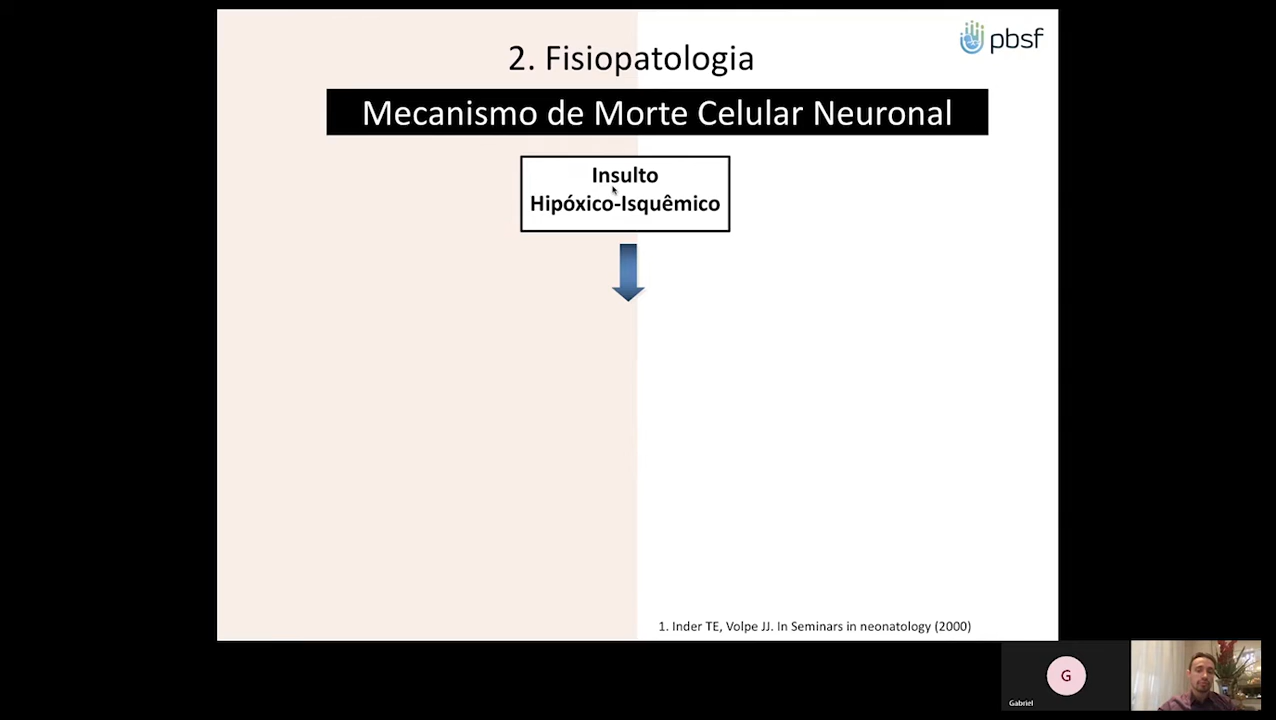 pbsf
2. Fisiopatologia
Mecanismo de Morte Celular Neuronal
Insulto
Hipóxico-Isquêmico
1. Inder TE, Volpe JJ. In Seminars in neonatology (2000)
G
Gabriel